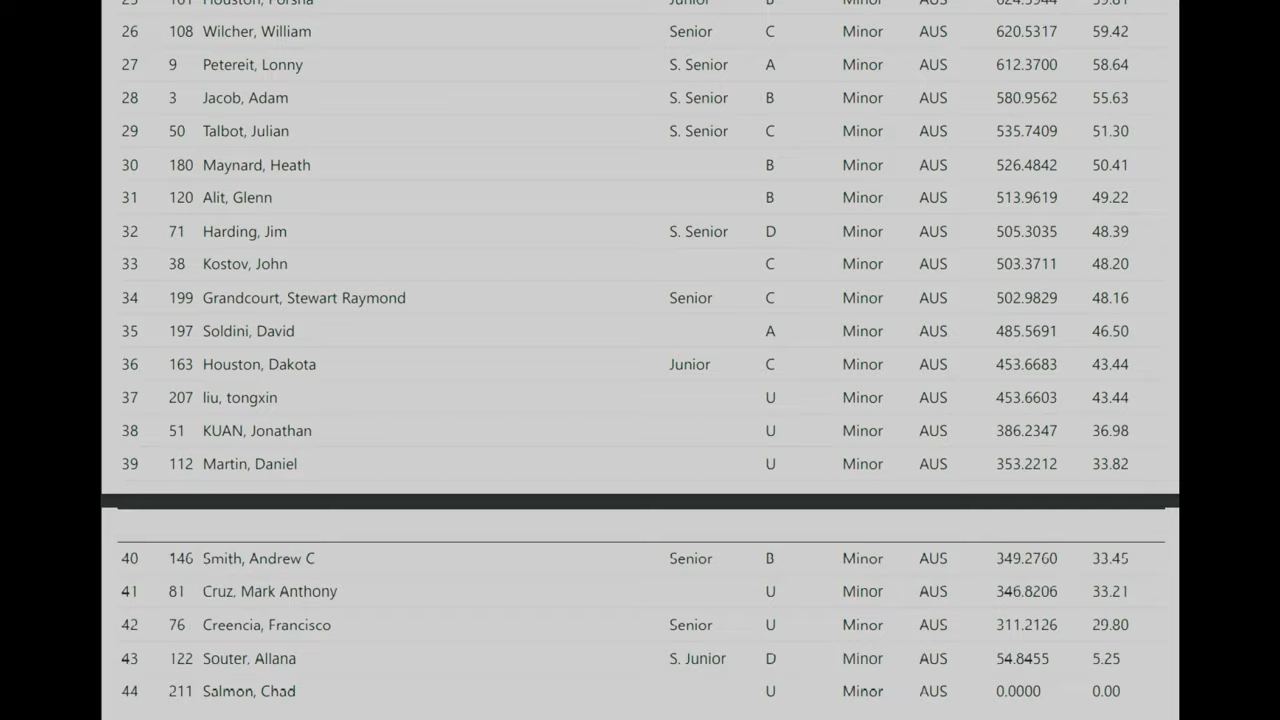 25 161 Houston, Porsha Junior B Minor AUS 624.5944 59.81
26 108 Wilcher, William Senior C Minor AUS 620.5317 59.42
27 9 Petereit, Lonny S. Senior A Minor AUS 612.3700 58.64
28 3 Jacob, Adam S. Senior B Minor AUS 580.9562 55.63
29 50 Talbot, Julian S. Senior C Minor AUS 535.7409 51.30
30 180 Maynard, Heath B Minor AUS 526.4842 50.41
31 120 Alit, Glenn B Minor AUS 513.9619 49.22
32 71 Harding, Jim S. Senior D Minor AUS 505.3035 48.39
33 38 Kostov, John C Minor AUS 503.3711 48.20
34 199 Grandcourt, Stewart Raymond Senior C Minor AUS 502.9829 48.16
35 197 Soldini, David A Minor AUS 485.5691 46.50
36 163 Houston, Dakota Junior C Minor AUS 453.6683 43.44
37 207 liu, tongxin U Minor AUS 453.6603 43.44
38 51 KUAN, Jonathan U Minor AUS 386.2347 36.98
39 112 Martin, Daniel U Minor AUS 353.2212 33.82
40 146 Smith, Andrew C Senior B Minor AUS 349.2760 33.45
41 81 Cruz, Mark Anthony U Minor AUS 346.8206 33.21
42 76 Creencia, Francisco Senior U Minor AUS 311.2126 29.80
43 122 Souter, Allana S. Junior D Minor AUS 54.8455 5.25
44 211 Salmon, Chad U Minor AUS 0.0000 0.00